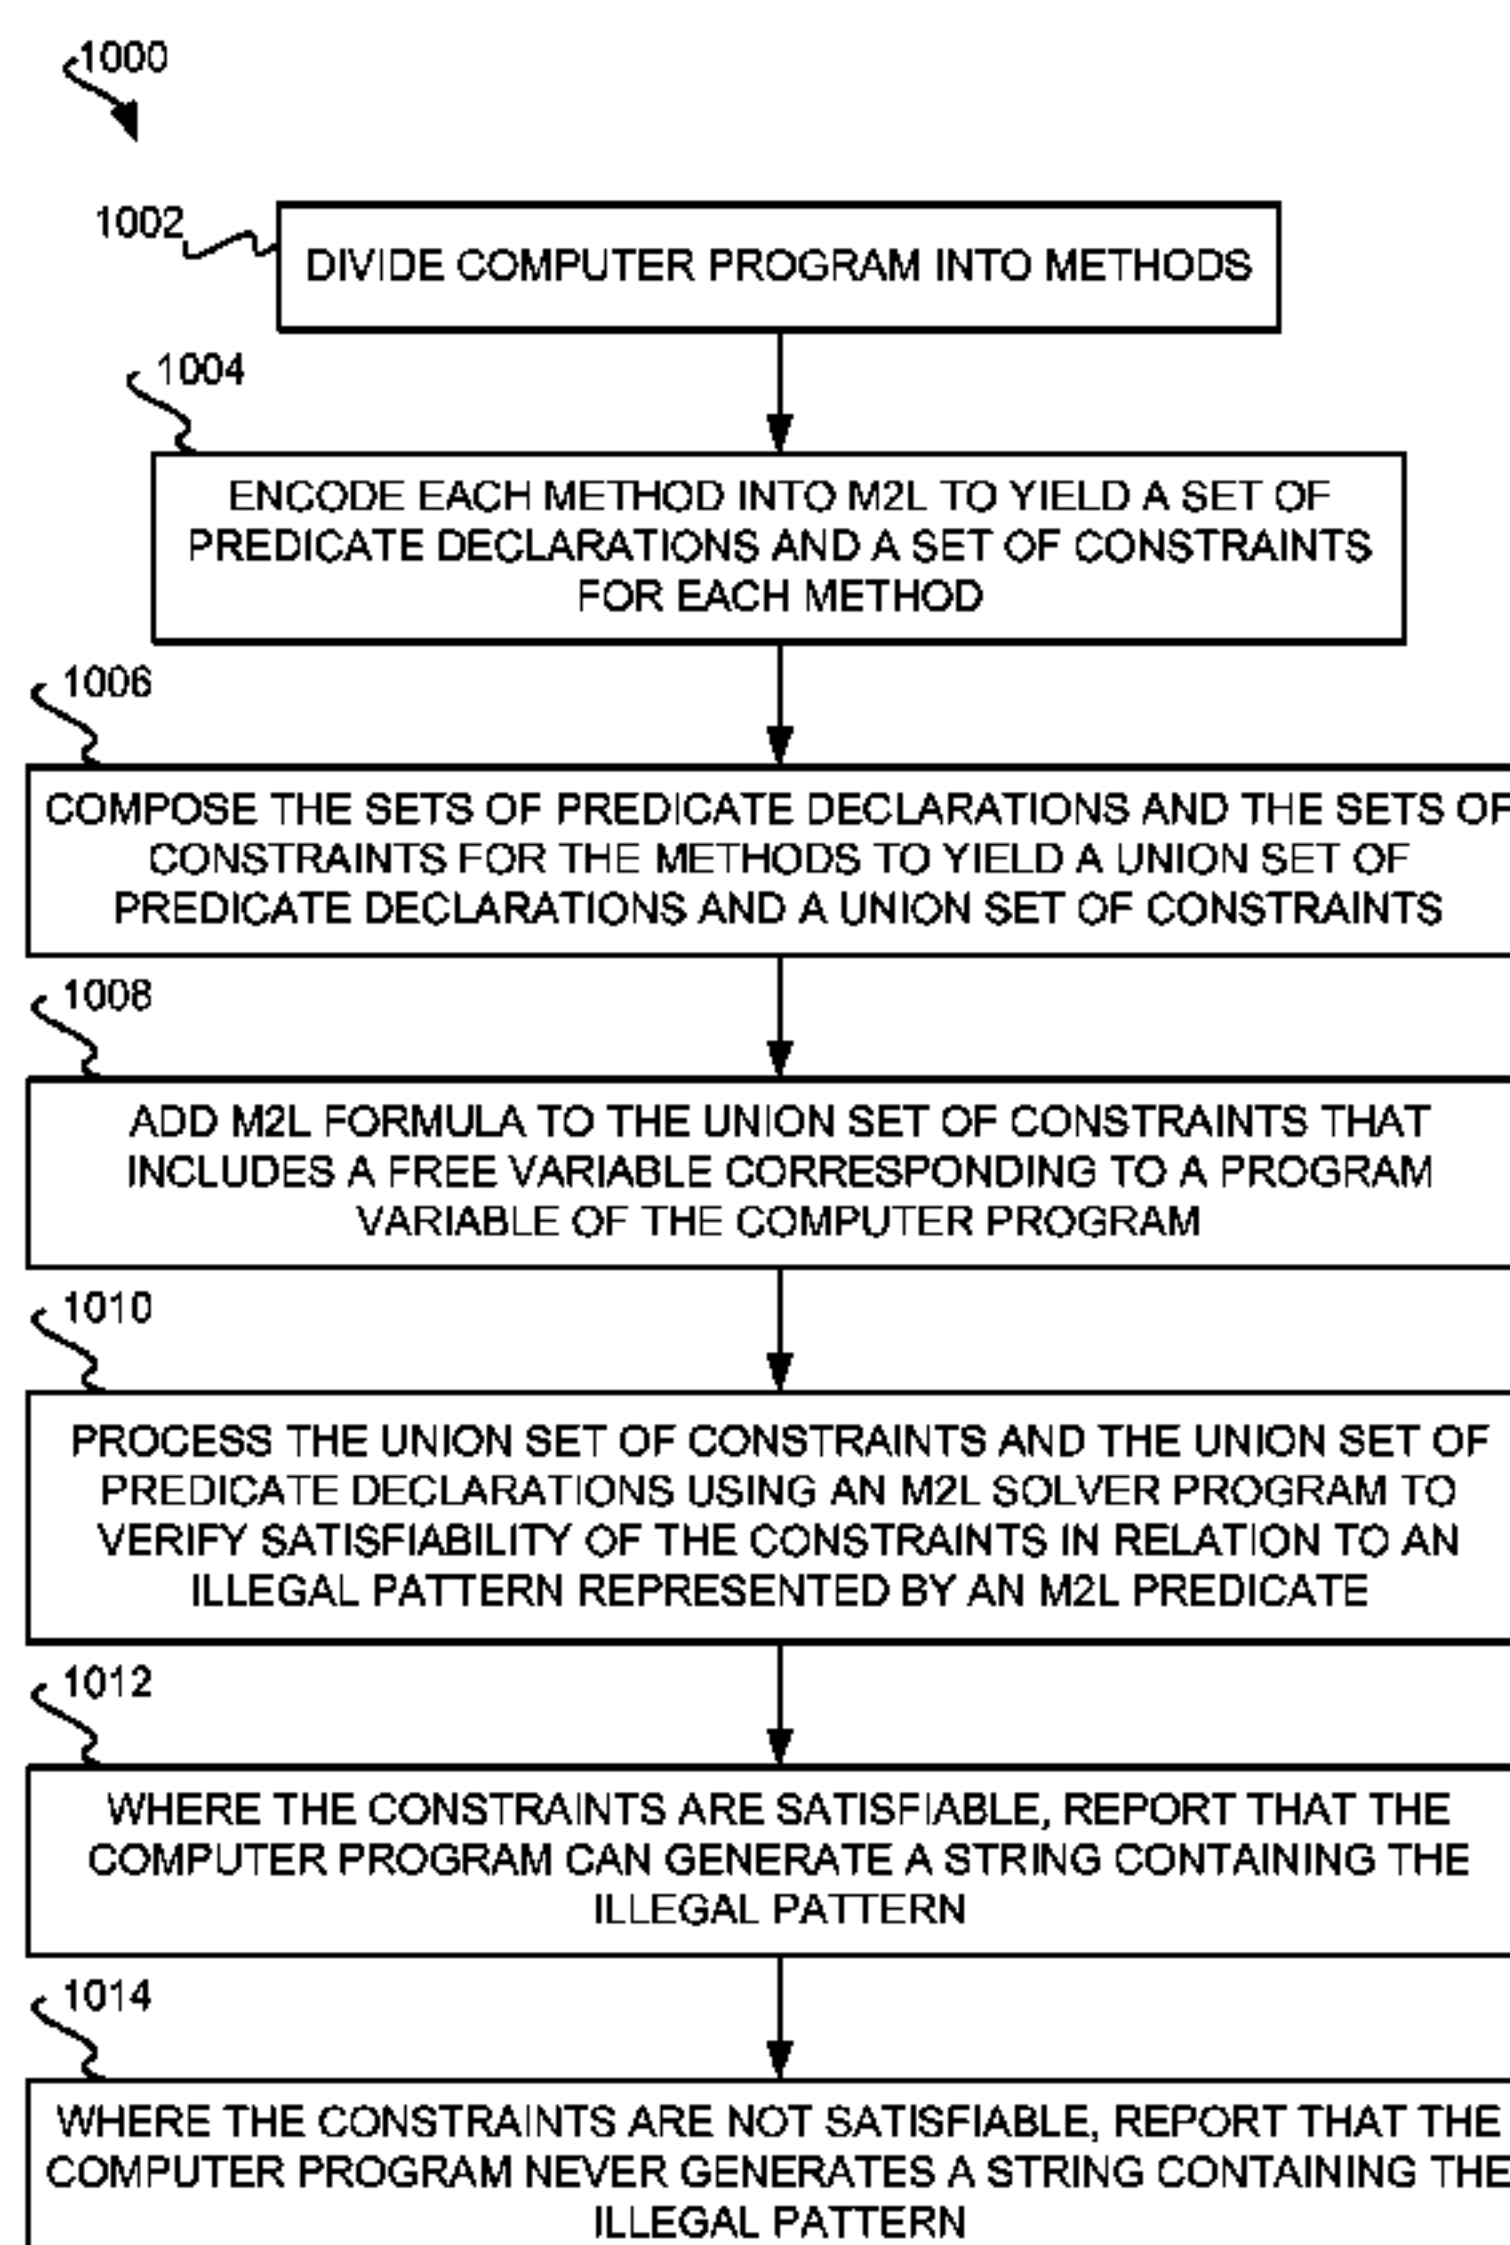 1000
1002
DIVIDE COMPUTER PROGRAM INTO METHODS
1004
ENCODE EACH METHOD INTO M2L TO YIELD A SET OF
PREDICATE DECLARATIONS AND A SET OF CONSTRAINTS
FOR EACH METHOD
1006
COMPOSE THE SETS OF PREDICATE DECLARATIONS AND THE SETS OF
CONSTRAINTS FOR THE METHODS TO YIELD A UNION SET OF
PREDICATE DECLARATIONS AND A UNION SET OF CONSTRAINTS
1008
ADD M2L FORMULA TO THE UNION SET OF CONSTRAINTS THAT
INCLUDES A FREE VARIABLE CORRESPONDING TO A PROGRAM
VARIABLE OF THE COMPUTER PROGRAM
1010
PROCESS THE UNION SET OF CONSTRAINTS AND THE UNION SET OF
PREDICATE DECLARATIONS USING AN M2L SOLVER PROGRAM TO
VERIFY SATISFIABILITY OF THE CONSTRAINTS IN RELATION TO AN
ILLEGAL PATTERN REPRESENTED BY AN M2L PREDICATE
1012
WHERE THE CONSTRAINTS ARE SATISFIABLE, REPORT THAT THE
COMPUTER PROGRAM CAN GENERATE A STRING CONTAINING THE
ILLEGAL PATTERN
1014
WHERE THE CONSTRAINTS ARE NOT SATISFIABLE, REPORT THAT THE
COMPUTER PROGRAM NEVER GENERATES A STRING CONTAINING THE
ILLEGAL PATTERN